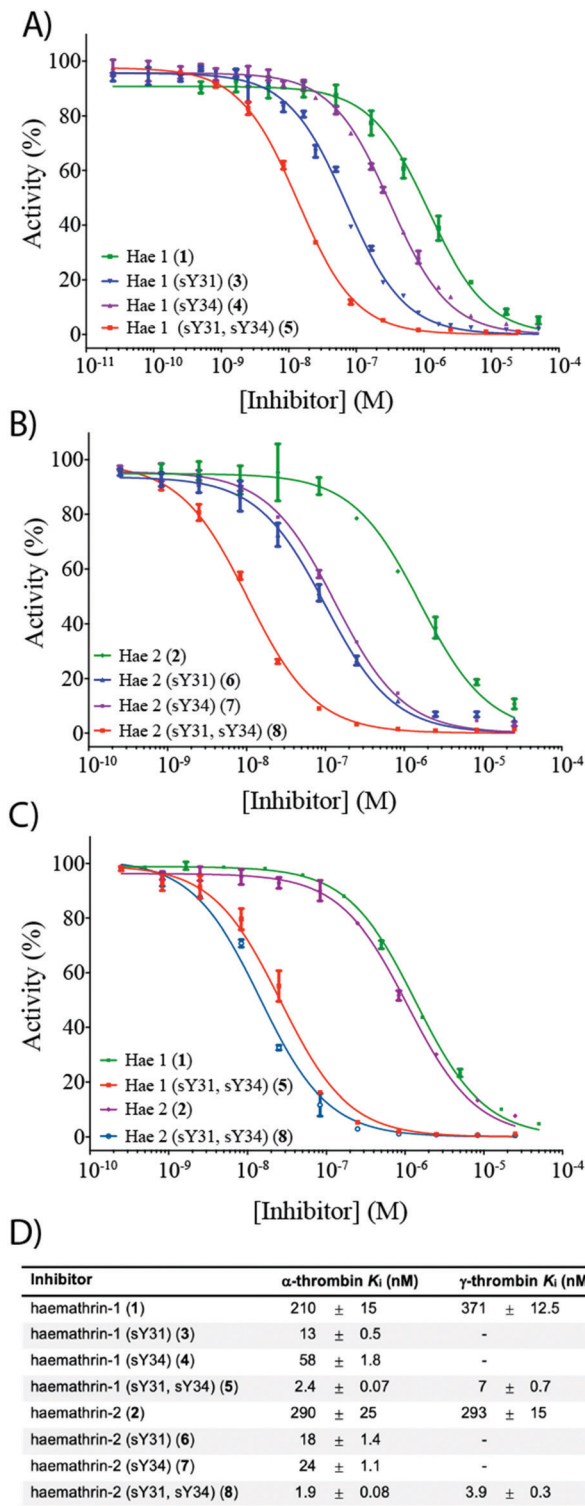 A)
100
80
60
40
20
0
Activity (%)
Hae 1 (1)
Hae 1 (sY31) (3)
Hae 1 (sY34) (4)
Hae 1 (sY31, sY34) (5)
10-11 10-10 10-9 10-8 10-7 10-6 10-5 10-4
[Inhibitor] (M)
B)
100
80
60
40
20
0
Activity (%)
Hae 2 (2)
Hae 2 (sY31) (6)
Hae 2 (sY34) (7)
Hae 2 (sY31, sY34) (8)
10-10 10-9 10-8 10-7 10-6 10-5 10-4
[Inhibitor] (M)
C)
100
80
60
40
20
0
Activity (%)
Hae 1 (1)
Hae 1 (sY31, sY34) (5)
Hae 2 (2)
Hae 2 (sY31, sY34) (8)
10-10 10-9 10-8 10-7 10-6 10-5 10-4
[Inhibitor] (M)
D)
Inhibitor α-thrombin Ki (nM) γ-thrombin Ki (nM)
haemathrin-1 (1) 210 ± 15 371 ± 12.5
haemathrin-1 (sY31) (3) 13 ± 0.5 -
haemathrin-1 (sY34) (4) 58 ± 1.8 -
haemathrin-1 (sY31, sY34) (5) 2.4 ± 0.07 7 ± 0.7
haemathrin-2 (2) 290 ± 25 293 ± 15
haemathrin-2 (sY31) (6) 18 ± 1.4 -
haemathrin-2 (sY34) (7) 24 ± 1.1 -
haemathrin-2 (sY31, sY34) (8) 1.9 ± 0.08 3.9 ± 0.3